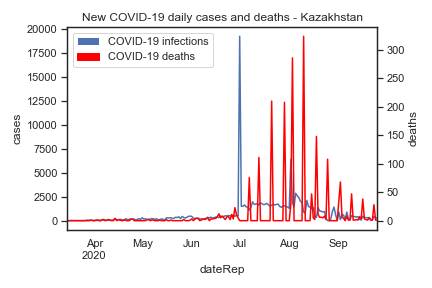 New COVID-19 daily cases and deaths - Kazakhstan
COVID-19 infections
COVID-19 deaths
20000
17500
15000
12500
10000
7500
5000
2500
0
cases
300
250
200
150
100
50
0
deaths
Apr May Jun Jul Aug Sep
2020
dateRep